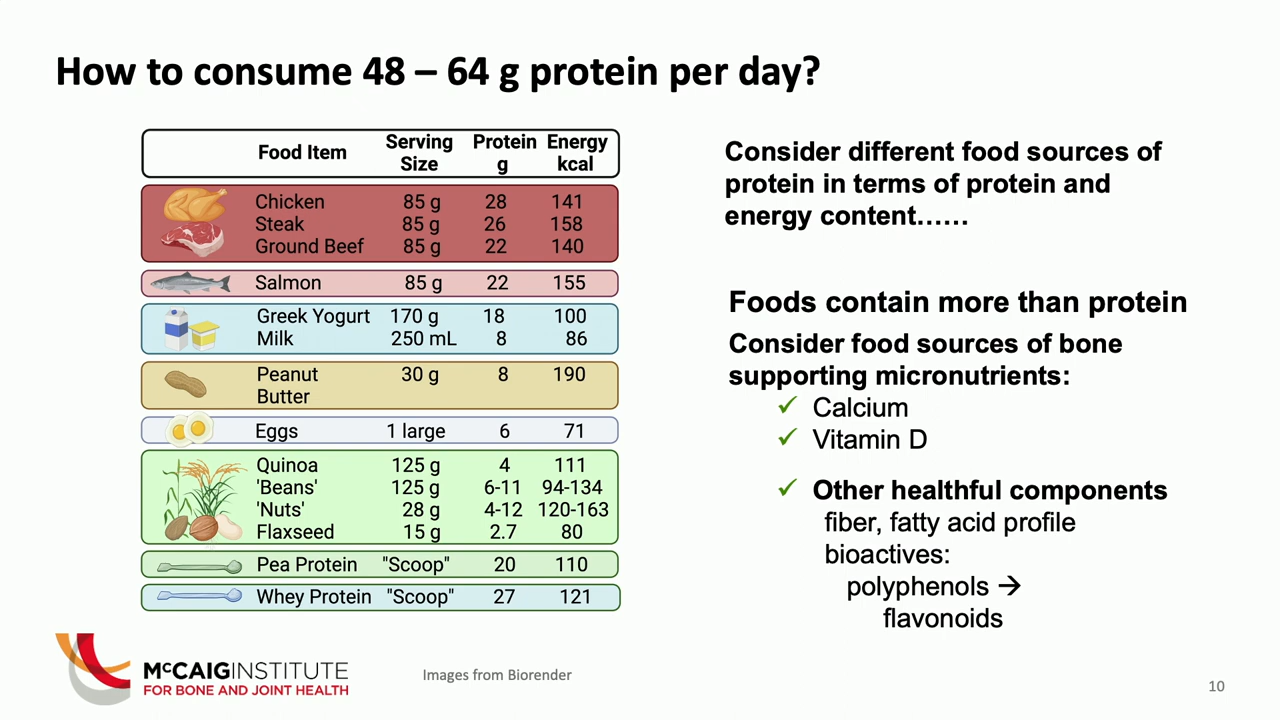 How to consume 48 – 64 g protein per day?
Food Item Serving Size Protein g Energy kcal
Chicken 85 g 28 141
Steak 85 g 26 158
Ground Beef 85 g 22 140
Salmon 85 g 22 155
Greek Yogurt 170 g 18 100
Milk 250 mL 8 86
Peanut Butter 30 g 8 190
Eggs 1 large 6 71
Quinoa 125 g 4 111
'Beans' 125 g 6-11 94-134
'Nuts' 28 g 4-12 120-163
Flaxseed 15 g 2.7 80
Pea Protein "Scoop" 20 110
Whey Protein "Scoop" 27 121
Consider different food sources of
protein in terms of protein and
energy content……
Foods contain more than protein
Consider food sources of bone
supporting micronutrients:
✓ Calcium
✓ Vitamin D
✓ Other healthful components
fiber, fatty acid profile
bioactives:
polyphenols →
flavonoids
McCAIG INSTITUTE
FOR BONE AND JOINT HEALTH
Images from Biorender
10